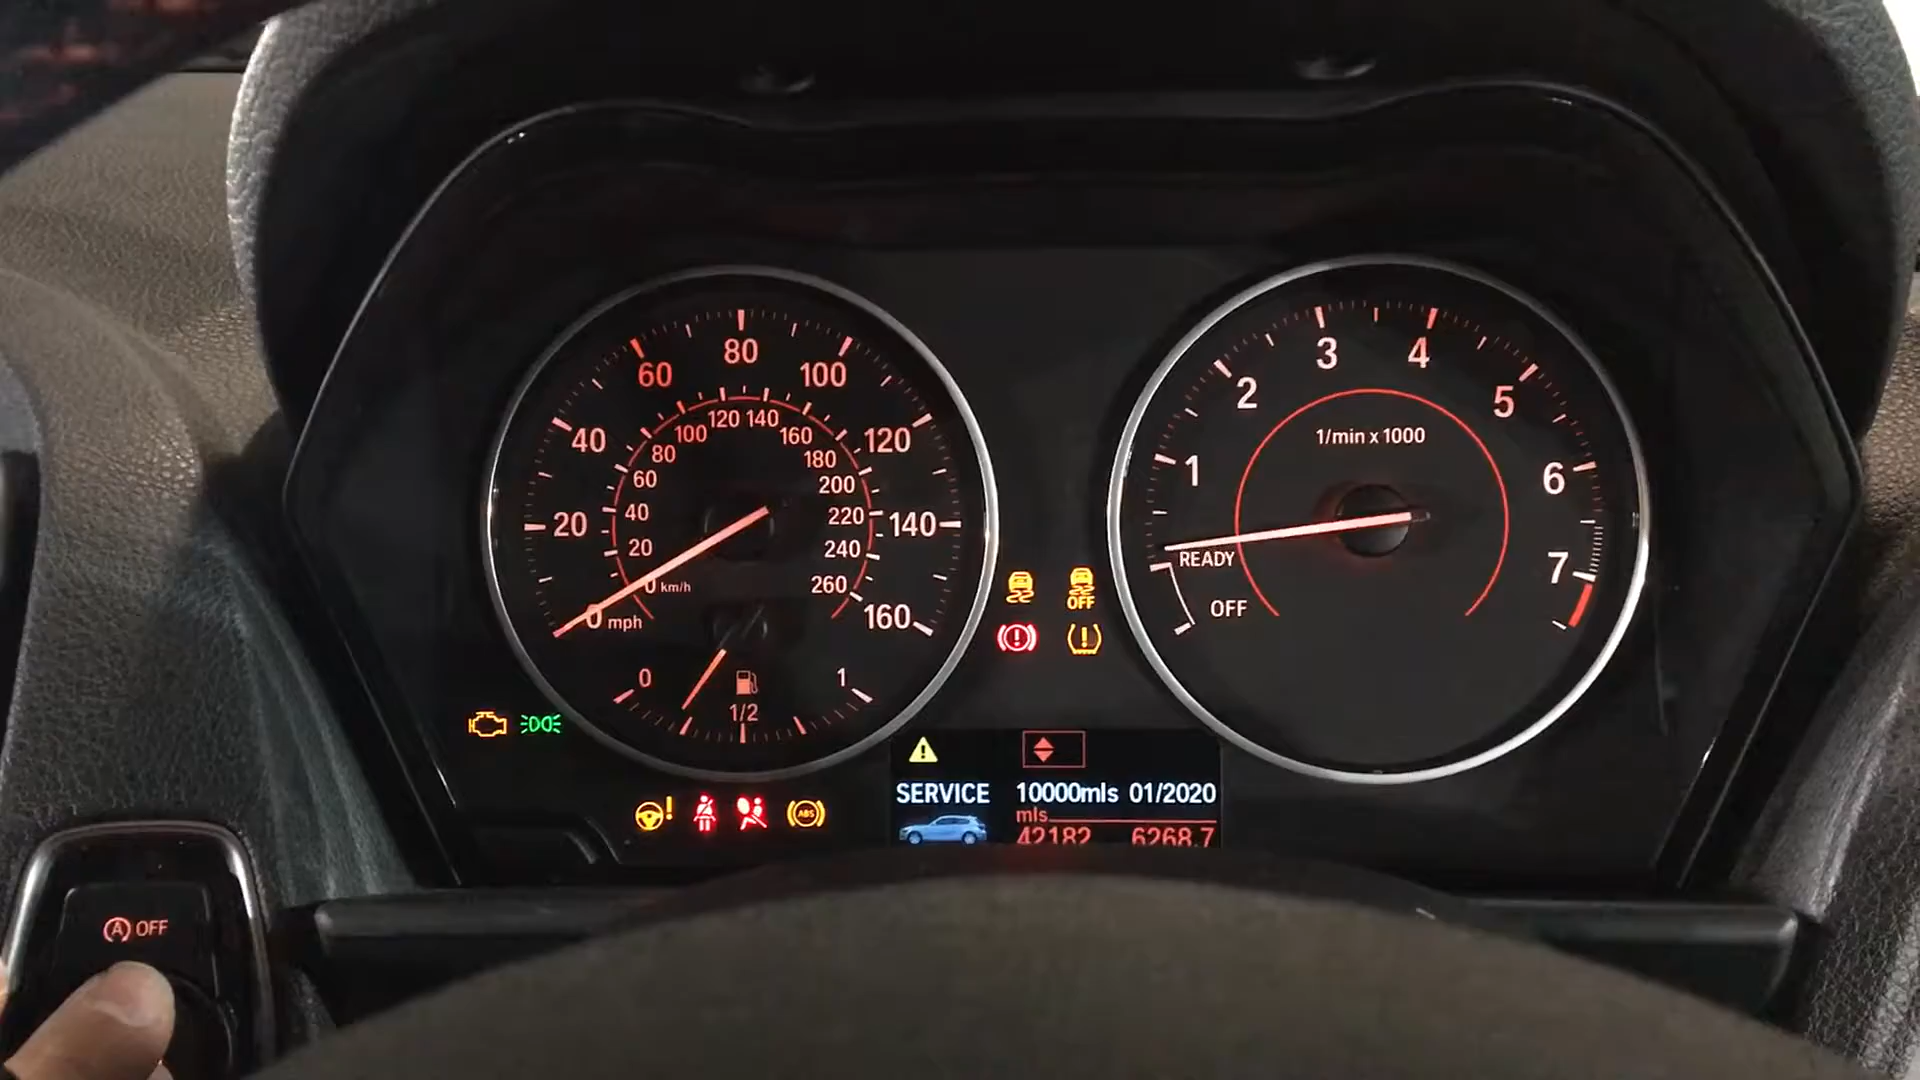 80
60 100
40 120
20 140
0 mph 160
120 140
100 160
80 180
60 200
40 220
20 240
0 km/h 260
0 1
1/2
3 4
2 5
1 6
7
1/min x 1000
READY
OFF
OFF
ABS
SERVICE 10000mls 01/2020
mls
42182 6268.7
A OFF